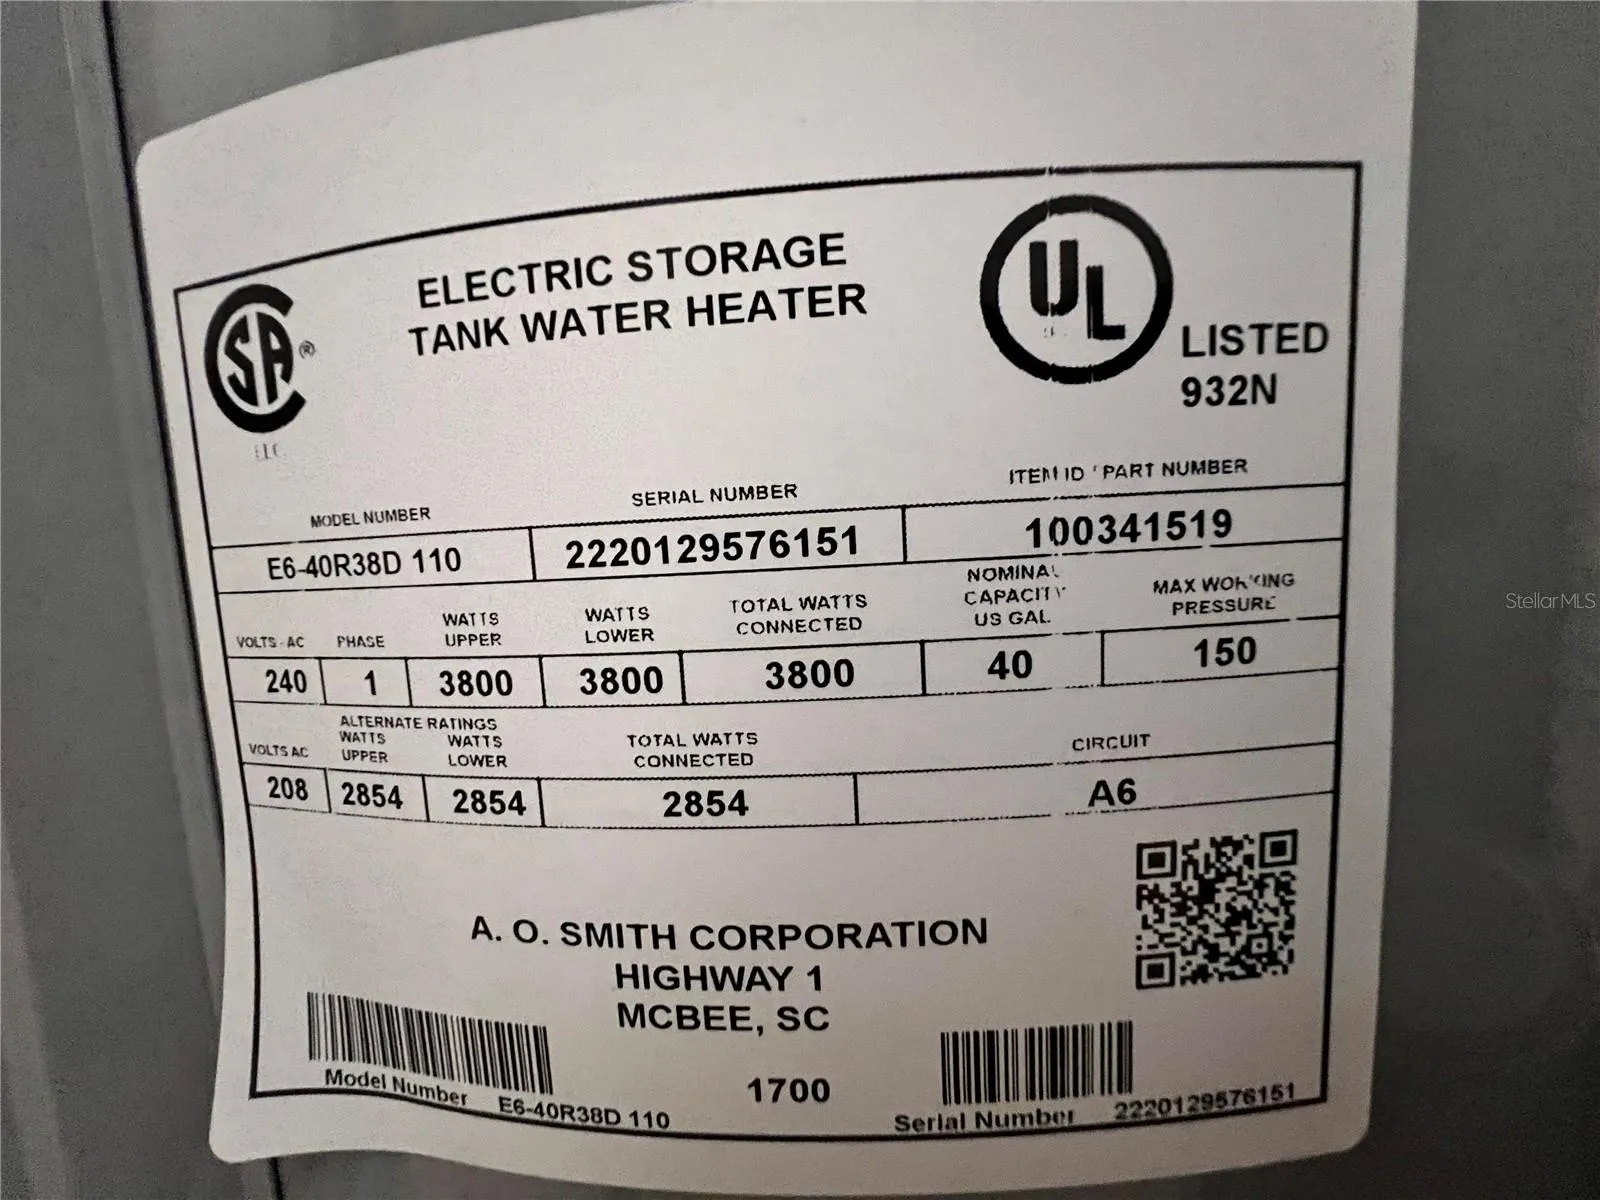 ELECTRIC STORAGE
TANK WATER HEATER
SA ®
UL
LISTED
932N
MODEL NUMBER SERIAL NUMBER ITEM ID / PART NUMBER
E6-40R38D 110 2220129576151 100341519
VOLTS - AC PHASE WATTS UPPER WATTS LOWER TOTAL WATTS CONNECTED NOMINAL CAPACITY US GAL. MAX WORKING PRESSURE
240 1 3800 3800 3800 40 150
ALTERNATE RATINGS
VOLTS AC WATTS UPPER WATTS LOWER TOTAL WATTS CONNECTED CIRCUIT
208 2854 2854 2854 A6
A. O. SMITH CORPORATION
HIGHWAY 1
MCBEE, SC
1700
Model Number E6-40R38D 110
Serial Number 2220129576151
Stellar MLS